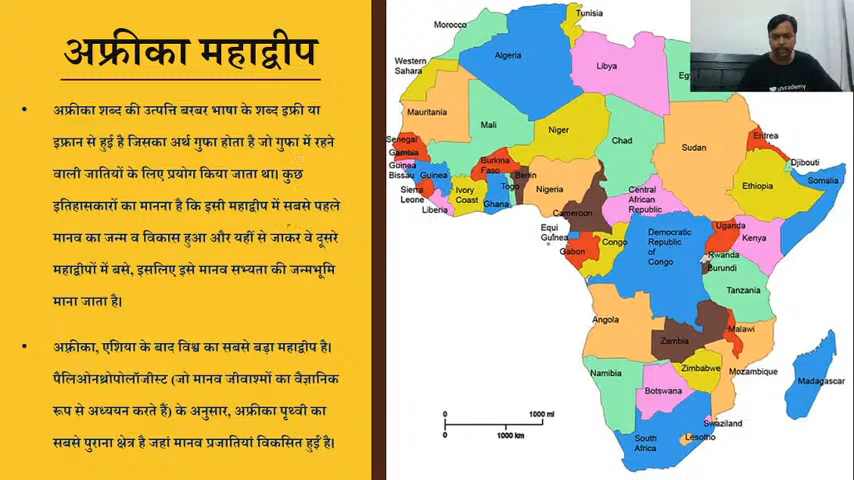 अफ्रीका महाद्वीप
• अफ्रीका शब्द की उत्पत्ति बरबर भाषा के शब्द इफ्री या
इफ्रान से हुई है जिसका अर्थ गुफा होता है जो गुफा में रहने
वाली जातियों के लिए प्रयोग किया जाता था। कुछ
इतिहासकारों का मानना है कि इसी महाद्वीप में सबसे पहले
मानव का जन्म व विकास हुआ और यहीं से जाकर वे दूसरे
महाद्वीपों में बसे, इसलिए इसे मानव सभ्यता की जन्मभूमि
माना जाता है।
• अफ़्रीका, एशिया के बाद विश्व का सबसे बड़ा महाद्वीप है।
पैलिओनथ्रोपोलॉजीस्ट (जो मानव जीवाश्मों का वैज्ञानिक
रूप से अध्ययन करते हैं) के अनुसार, अफ्रीका पृथ्वी का
सबसे पुराना क्षेत्र है जहां मानव प्रजातियां विकसित हुई है।
Tunisia
Morocco
Algeria
Western
Sahara
Libya
Mauritania
Mali
Niger
Chad
Sudan
Eritrea
Senegal
Gambia
Guinea
Bissau
Guinea
Burkina
Faso
Benin
Djibouti
Somalia
Sierra
Leone
Ivory
Coast
Togo
Ghana
Nigeria
Ethiopia
Liberia
Cameroon
Central
African
Republic
Equi
Guinea
Gabon
Congo
Democratic
Republic
of
Congo
Uganda
Kenya
Rwanda
Burundi
Tanzania
Angola
Zambia
Malawi
Mozambique
Zimbabwe
Namibia
Botswana
Madagascar
Swaziland
Lesotho
South
Africa
0
1000 mi
0
1000 km